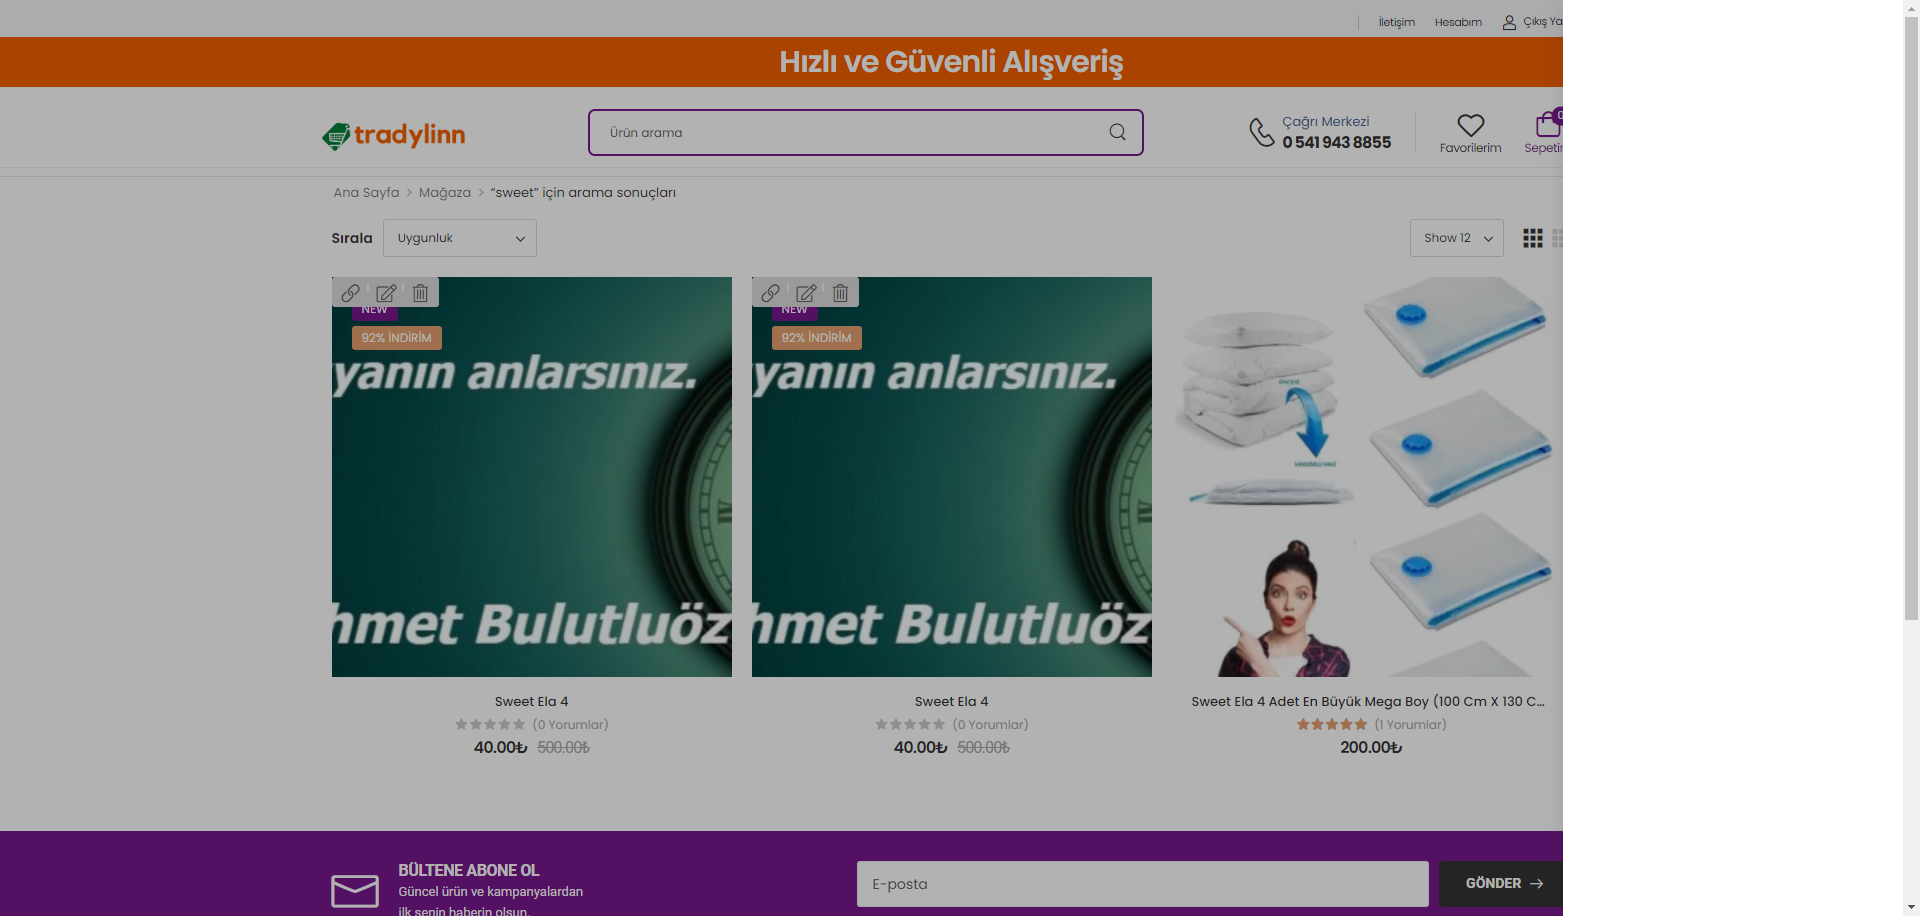 İletişim
Hesabım
Çıkış Ya
Hızlı ve Güvenli Alışveriş
tradylinn
Ürün arama
Çağrı Merkezi
0 541 943 8855
Favorilerim
0
Sepetir
Ana Sayfa > Mağaza > “sweet” için arama sonuçları
Sırala
Uygunluk
Show 12
NEW
92% İNDİRİM
yanın anlarsınız.
hmet Bulutluöz
NEW
92% İNDİRİM
yanın anlarsınız.
hmet Bulutluöz
Sweet Ela 4
(0 Yorumlar)
40.00₺ 500.00₺
Sweet Ela 4
(0 Yorumlar)
40.00₺ 500.00₺
Sweet Ela 4 Adet En Büyük Mega Boy (100 Cm X 130 C...
(1 Yorumlar)
200.00₺
BÜLTENE ABONE OL
Güncel ürün ve kampanyalardan
ilk senin haberin olsun.
E-posta
GÖNDER